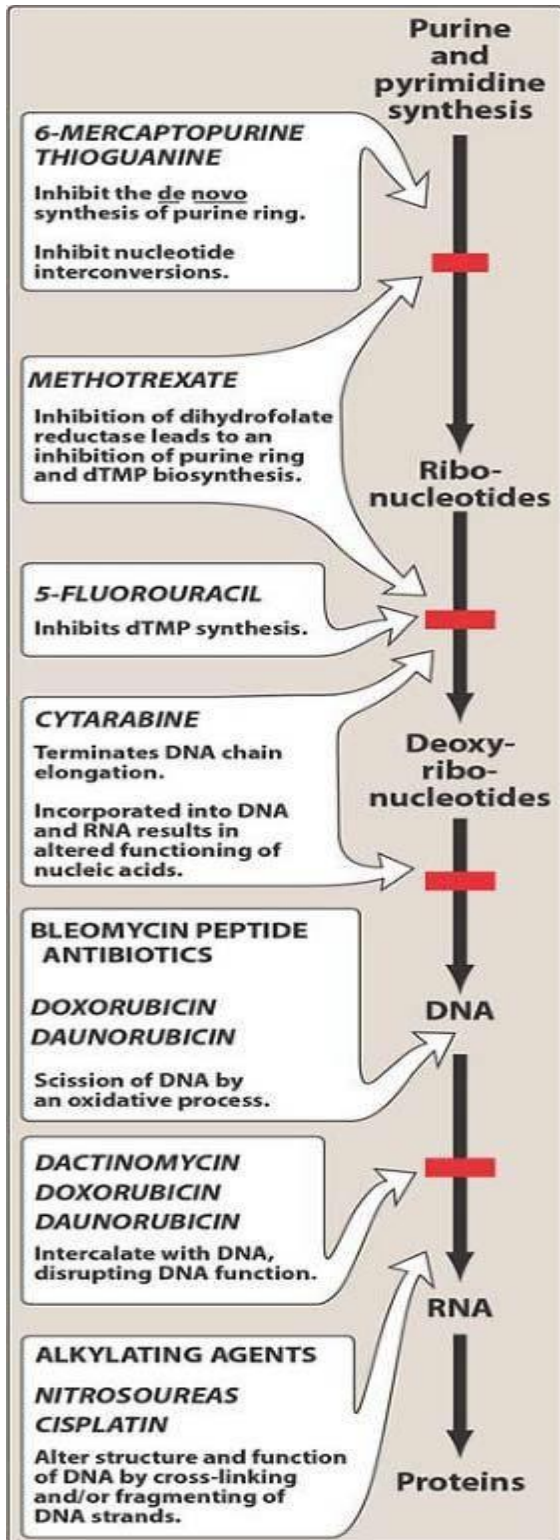 Purine
and
pyrimidine
synthesis
6-MERCAPTOPURINE
THIOGUANINE
Inhibit the de novo
synthesis of purine ring.
Inhibit nucleotide
interconversions.
METHOTREXATE
Inhibition of dihydrofolate
reductase leads to an
inhibition of purine ring
and dTMP biosynthesis.
Ribo-
nucleotides
5-FLUOROURACIL
Inhibits dTMP synthesis.
CYTARABINE
Terminates DNA chain
elongation.
Incorporated into DNA
and RNA results in
altered functioning of
nucleic acids.
Deoxy-
ribo-
nucleotides
BLEOMYCIN PEPTIDE
ANTIBIOTICS
DOXORUBICIN
DAUNORUBICIN
Scission of DNA by
an oxidative process.
DNA
DACTINOMYCIN
DOXORUBICIN
DAUNORUBICIN
Intercalate with DNA,
disrupting DNA function.
RNA
ALKYLATING AGENTS
NITROSOUREAS
CISPLATIN
Alter structure and function
of DNA by cross-linking
and/or fragmenting of
DNA strands.
Proteins